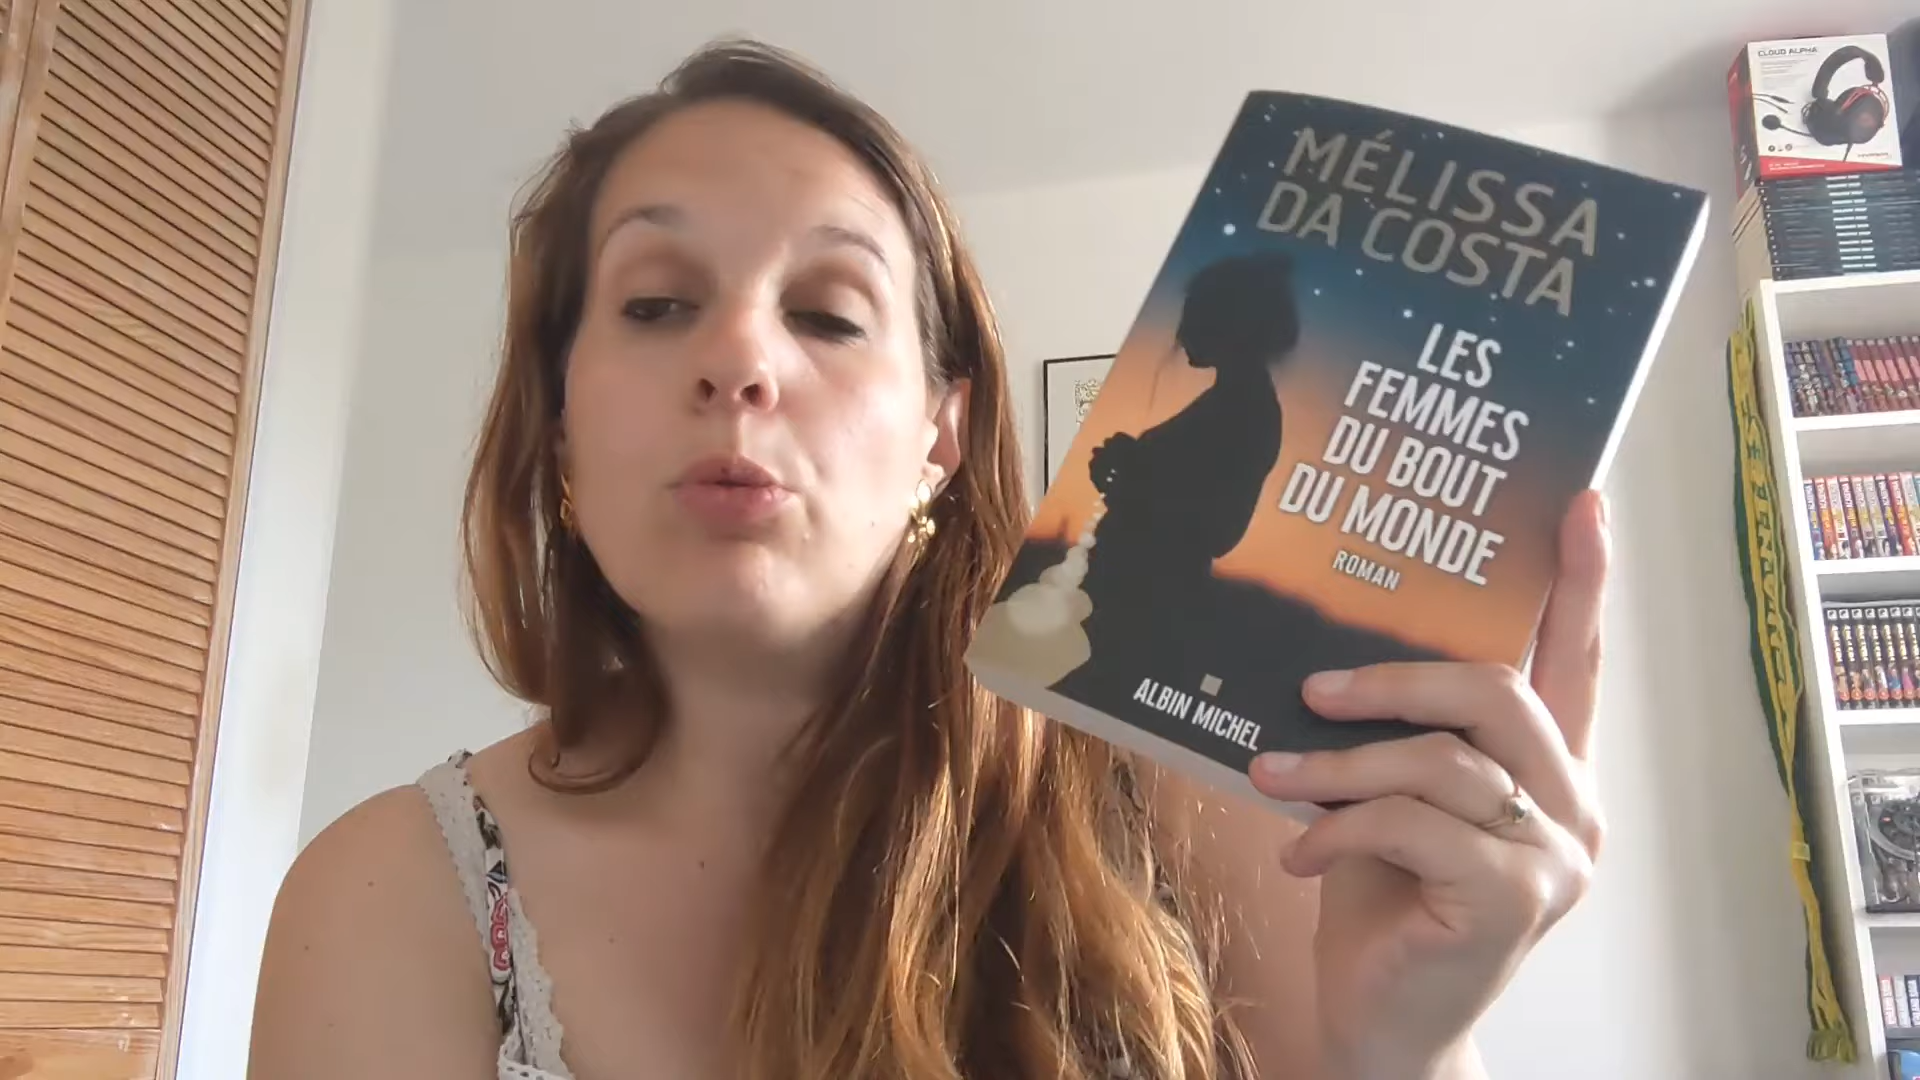 MÉLISSA
DA COSTA
LES
FEMMES
DU BOUT
DU MONDE
ROMAN
ALBIN MICHEL
CLOUD ALPHA